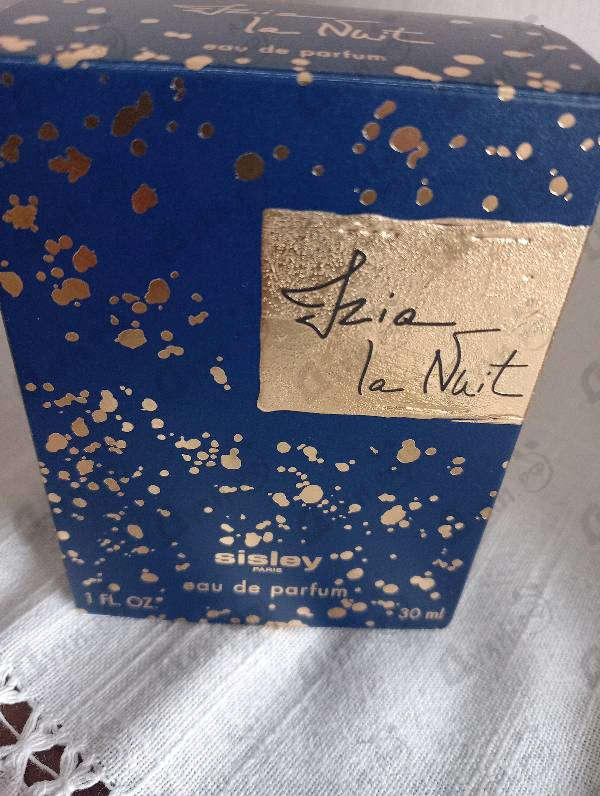 Izia
la Nuit
eau de parfum
Izia
la Nuit
sisley
PARIS
eau de parfum
1 FL. OZ.
30 ml